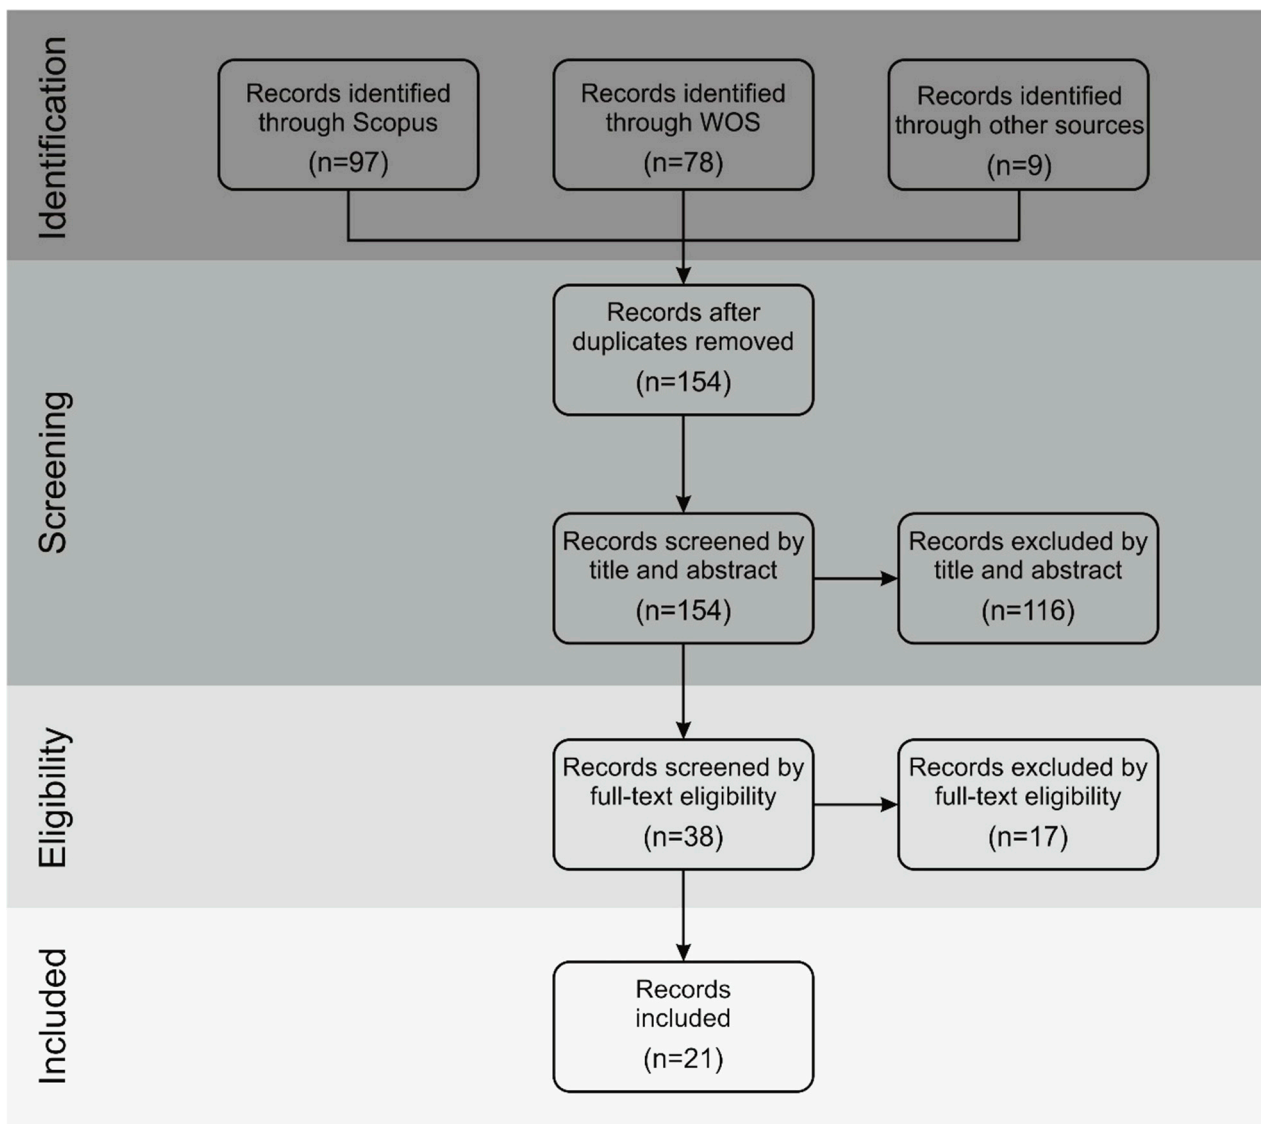 Identification
Records identified
through Scopus
(n=97)
Records identified
through WOS
(n=78)
Records identified
through other sources
(n=9)
Screening
Records after
duplicates removed
(n=154)
Records screened by
title and abstract
(n=154)
Records excluded by
title and abstract
(n=116)
Eligibility
Records screened by
full-text eligibility
(n=38)
Records excluded by
full-text eligibility
(n=17)
Included
Records
included
(n=21)